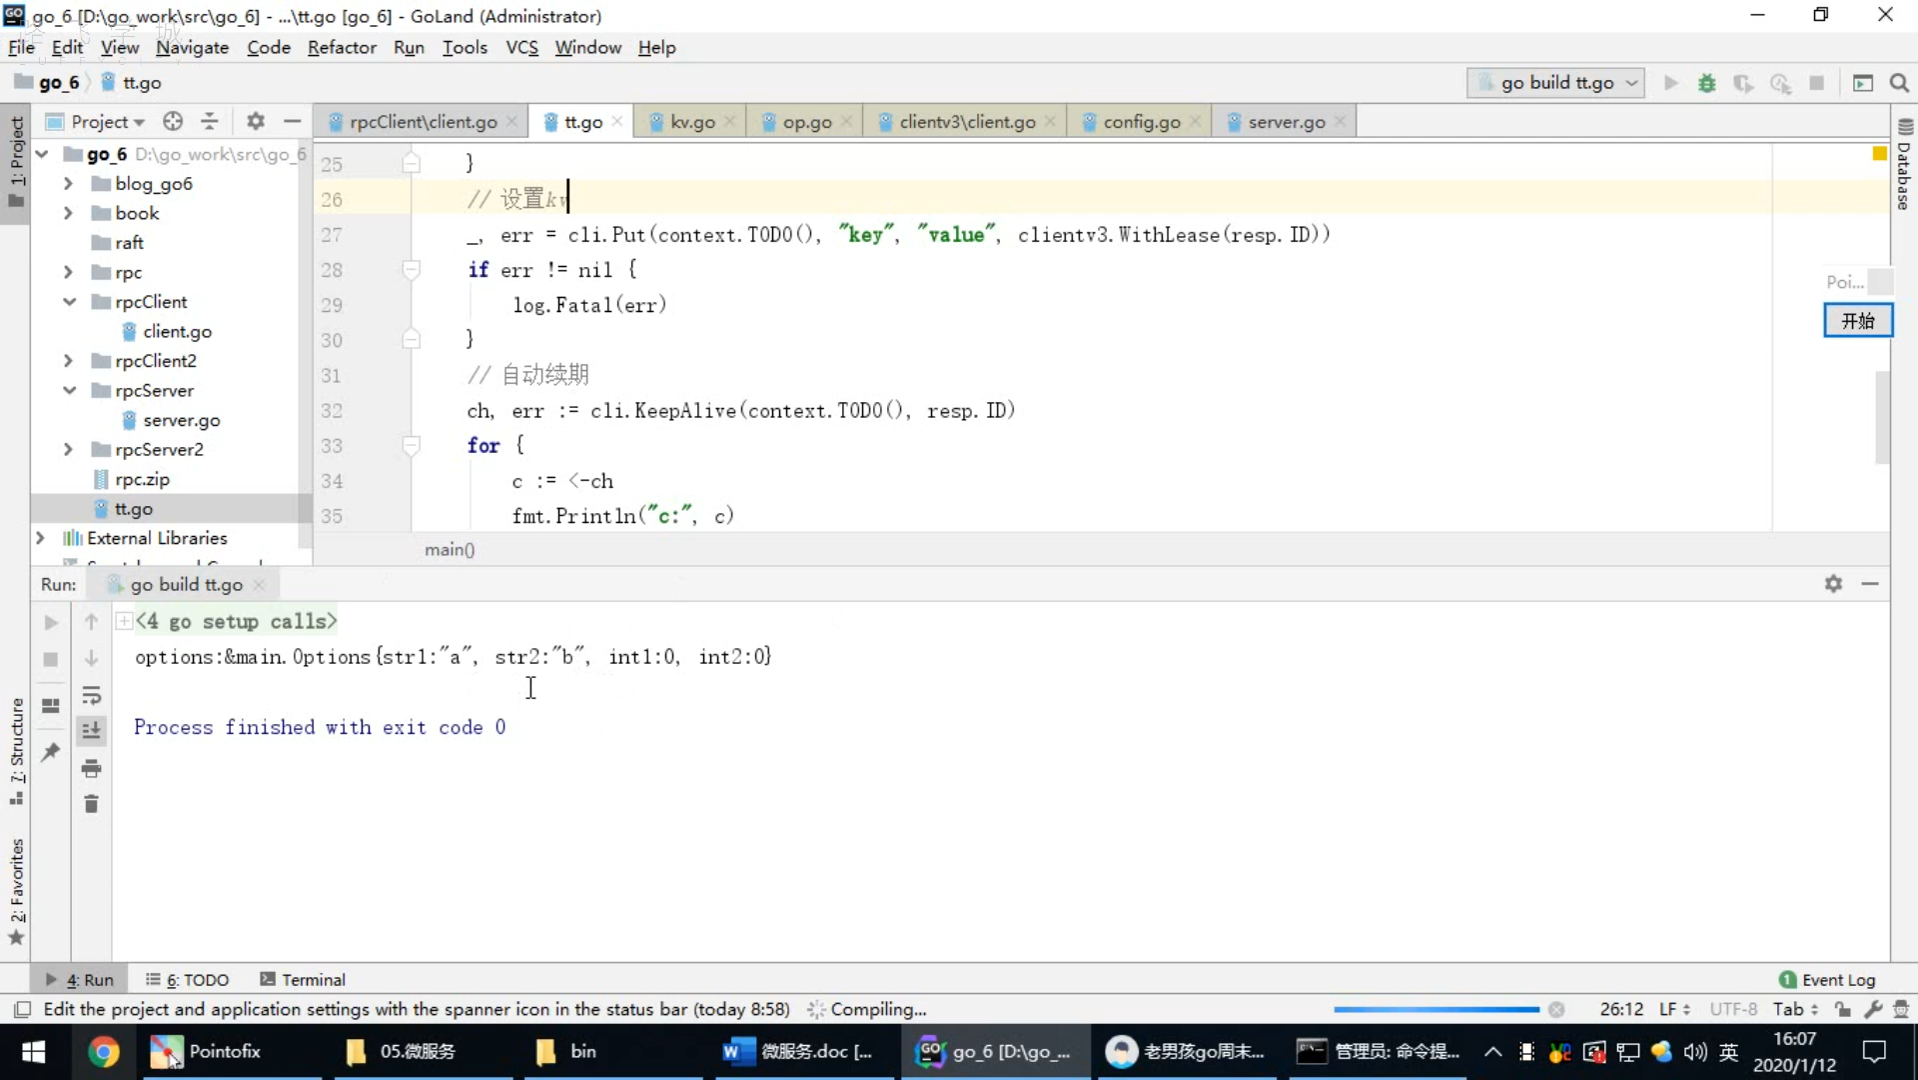 go_6 [D:\go_work\src\go_6] - ...\tt.go [go_6] - GoLand (Administrator)
File Edit View Navigate Code Refactor Run Tools VCS Window Help
go_6 tt.go
go build tt.go
1: Project
Project
rpcClient\client.go
tt.go
kv.go
op.go
clientv3\client.go
config.go
server.go
Database
go_6 D:\go_work\src\go_6
blog_go6
book
raft
rpc
rpcClient
client.go
rpcClient2
rpcServer
server.go
rpcServer2
rpc.zip
tt.go
External Libraries
25 }
26 // 设置kv
27 _, err = cli.Put(context.TODO(), "key", "value", clientv3.WithLease(resp.ID))
28 if err != nil {
29 log.Fatal(err)
30 }
31 // 自动续期
32 ch, err := cli.KeepAlive(context.TODO(), resp.ID)
33 for {
34 c := <-ch
35 fmt.Println("c:", c)
main()
Poi...
开始
Run: go build tt.go
<4 go setup calls>
options:&main.Options{str1:"a", str2:"b", int1:0, int2:0}
Process finished with exit code 0
7: Structure
2: Favorites
4: Run 6: TODO Terminal
1 Event Log
Edit the project and application settings with the spanner icon in the status bar (today 8:58) Compiling...
26:12 LF UTF-8 Tab
Pointofix
05.微服务
bin
微服务.doc [...
go_6 [D:\go_...
老男孩go周末...
管理员: 命令提...
英
16:07
2020/1/12